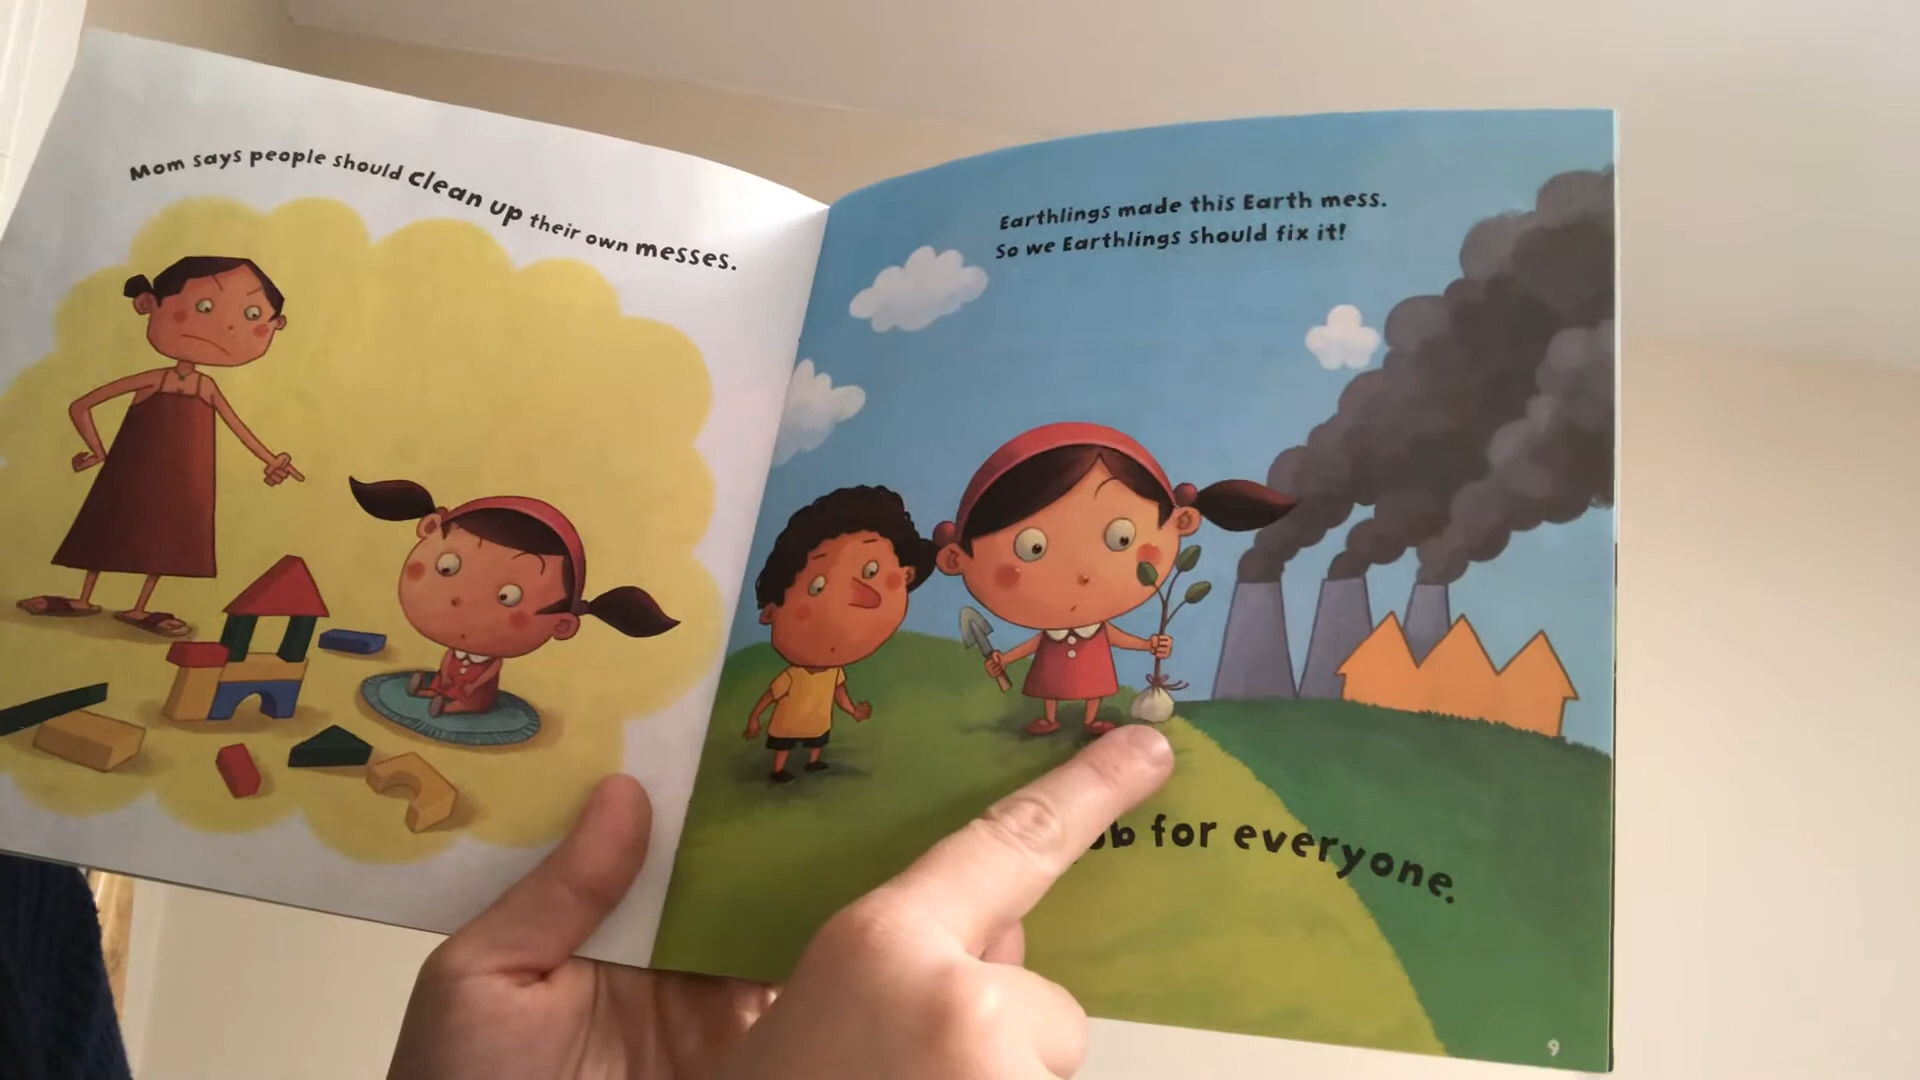 Mom says people should clean up their own messes.
Earthlings made this Earth mess.
So we Earthlings should fix it!
for everyone.
9